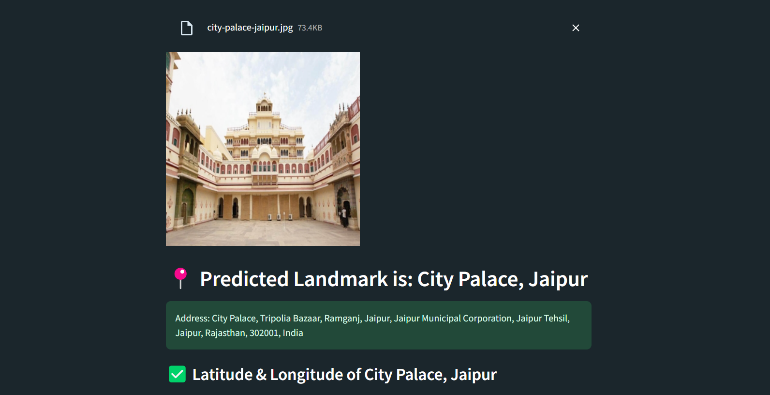 city-palace-jaipur.jpg 73.4KB
Predicted Landmark is: City Palace, Jaipur
Address: City Palace, Tripolia Bazaar, Ramganj, Jaipur, Jaipur Municipal Corporation, Jaipur Tehsil,
Jaipur, Rajasthan, 302001, India
Latitude & Longitude of City Palace, Jaipur